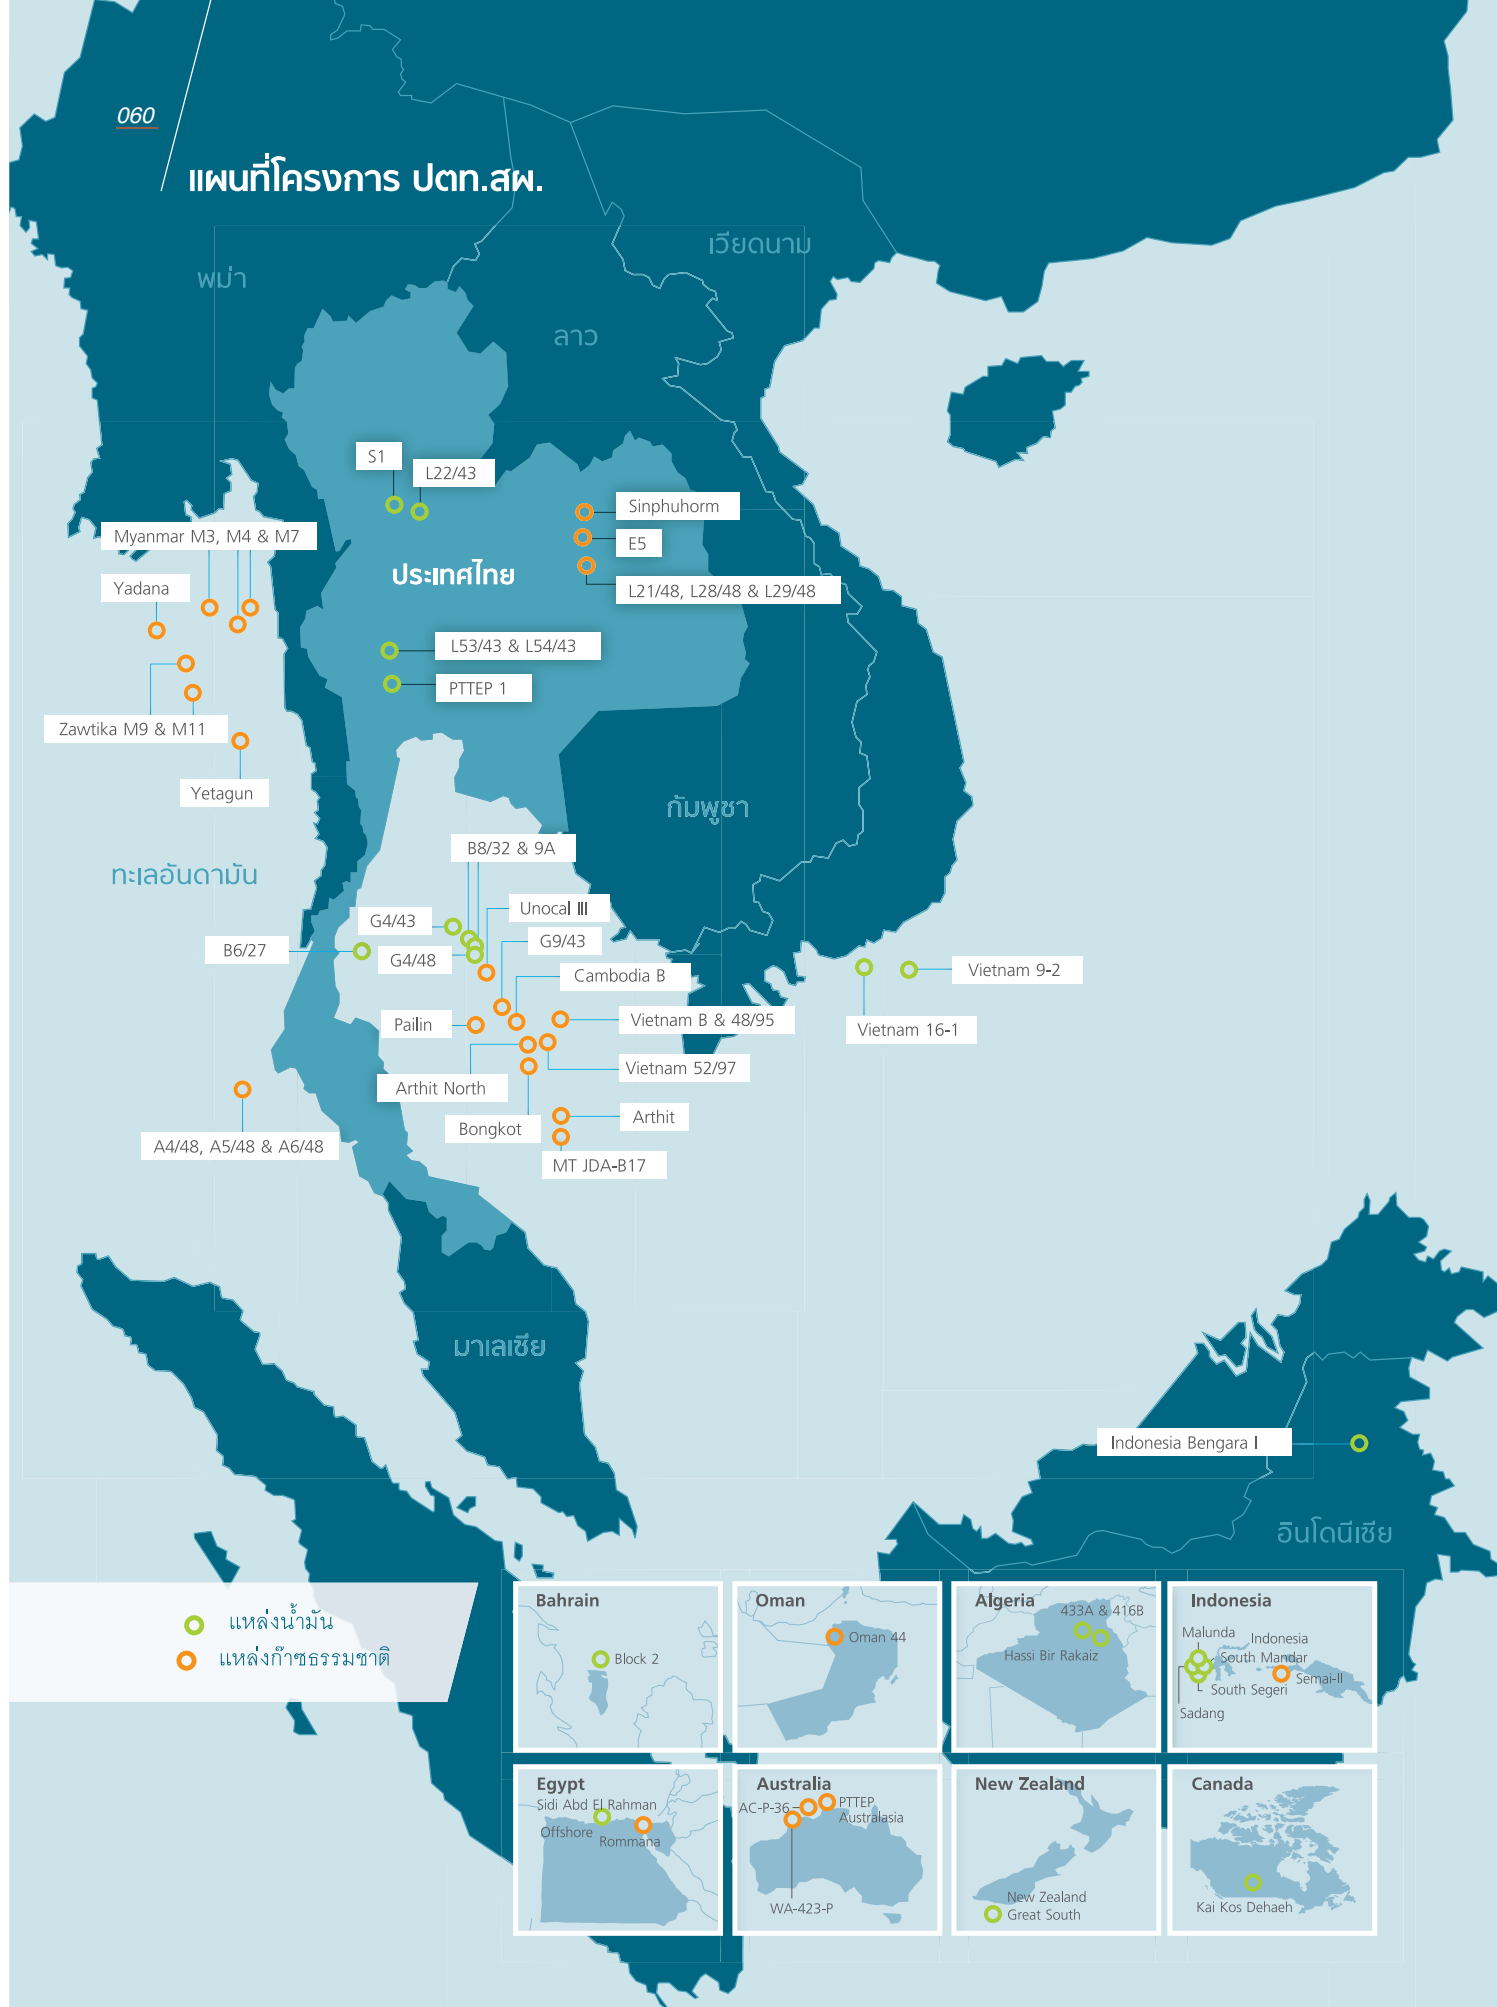 060
แผนที่โครงการ ปตท.สผ.
เวียดนาม
พม่า
ลาว
S1
L22/43
Sinphuhorm
Myanmar M3, M4 & M7
E5
ประเทศไทย
Yadana
L21/48, L28/48 & L29/48
L53/43 & L54/43
PTTEP 1
Zawtika M9 & M11
Yetagun
กัมพูชา
B8/32 & 9A
ทะเลอันดามัน
Unocal III
G4/43
G9/43
B6/27
G4/48
Cambodia B
Vietnam 9-2
Pailin
Vietnam B & 48/95
Vietnam 16-1
Vietnam 52/97
Arthit North
Arthit
Bongkot
A4/48, A5/48 & A6/48
MT JDA-B17
มาเลเซีย
Indonesia Bengara I
อินโดนีเซีย
แหล่งน้ำมัน
แหล่งก๊าซธรรมชาติ
Bahrain
Block 2
Oman
Oman 44
Algeria
433A & 416B
Hassi Bir Rakaiz
Indonesia
Malunda
Indonesia
South Mandar
Semai-II
South Segeri
Sadang
Egypt
Sidi Abd El Rahman
Offshore
Rommana
Australia
AC-P-36
PTTEP
Australasia
WA-423-P
New Zealand
New Zealand
Great South
Canada
Kai Kos Dehaeh